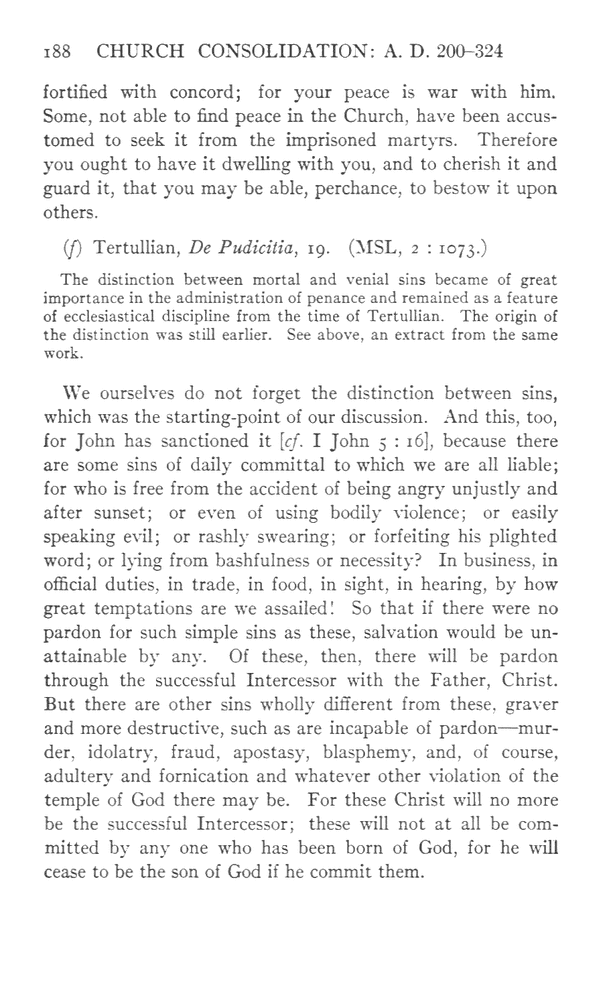 188 CHURCH CONSOLIDATION: A. D. 200–324
fortified with concord; for your peace is war with him.
Some, not able to find peace in the Church, have been accus-
tomed to seek it from the imprisoned martyrs. Therefore
you ought to have it dwelling with you, and to cherish it and
guard it, that you may be able, perchance, to bestow it upon
others.
(f) Tertullian, De Pudicitia, 19. (MSL, 2 : 1073.)
The distinction between mortal and venial sins became of great
importance in the administration of penance and remained as a feature
of ecclesiastical discipline from the time of Tertullian. The origin of
the distinction was still earlier. See above, an extract from the same
work.
We ourselves do not forget the distinction between sins,
which was the starting-point of our discussion. And this, too,
for John has sanctioned it [cf. I John 5 : 16], because there
are some sins of daily committal to which we are all liable;
for who is free from the accident of being angry unjustly and
after sunset; or even of using bodily violence; or easily
speaking evil; or rashly swearing; or forfeiting his plighted
word; or lying from bashfulness or necessity? In business, in
official duties, in trade, in food, in sight, in hearing, by how
great temptations are we assailed! So that if there were no
pardon for such simple sins as these, salvation would be un-
attainable by any. Of these, then, there will be pardon
through the successful Intercessor with the Father, Christ.
But there are other sins wholly different from these, graver
and more destructive, such as are incapable of pardon—mur-
der, idolatry, fraud, apostasy, blasphemy, and, of course,
adultery and fornication and whatever other violation of the
temple of God there may be. For these Christ will no more
be the successful Intercessor; these will not at all be com-
mitted by any one who has been born of God, for he will
cease to be the son of God if he commit them.